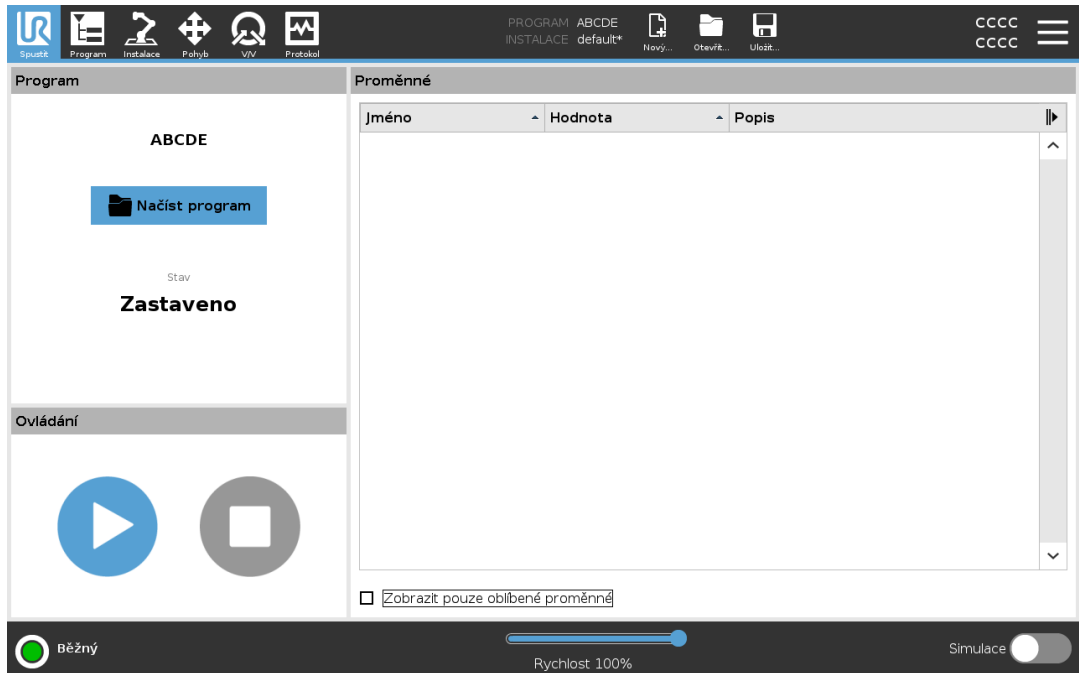 PROGRAM ABCDE
INSTALACE default*
CCCC
CCCC
Spustit Program Instalace Pohyb V/V Protokol
Nový... Otevřít... Uložit...
Program
ABCDE
Načíst program
Stav
Zastaveno
Ovládání
Proměnné
Jméno Hodnota Popis
Zobrazit pouze oblíbené proměnné
Běžný
Rychlost 100%
Simulace